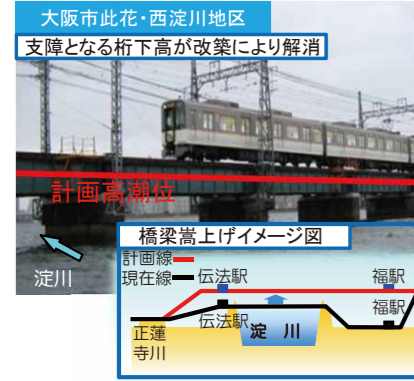 大阪市此花・西淀川地区
支障となる桁下高が改築により解消
計画高潮位
淀川
橋梁嵩上げイメージ図
計画線
現在線
伝法駅
福駅
伝法駅
福駅
淀 川
正蓮
寺川